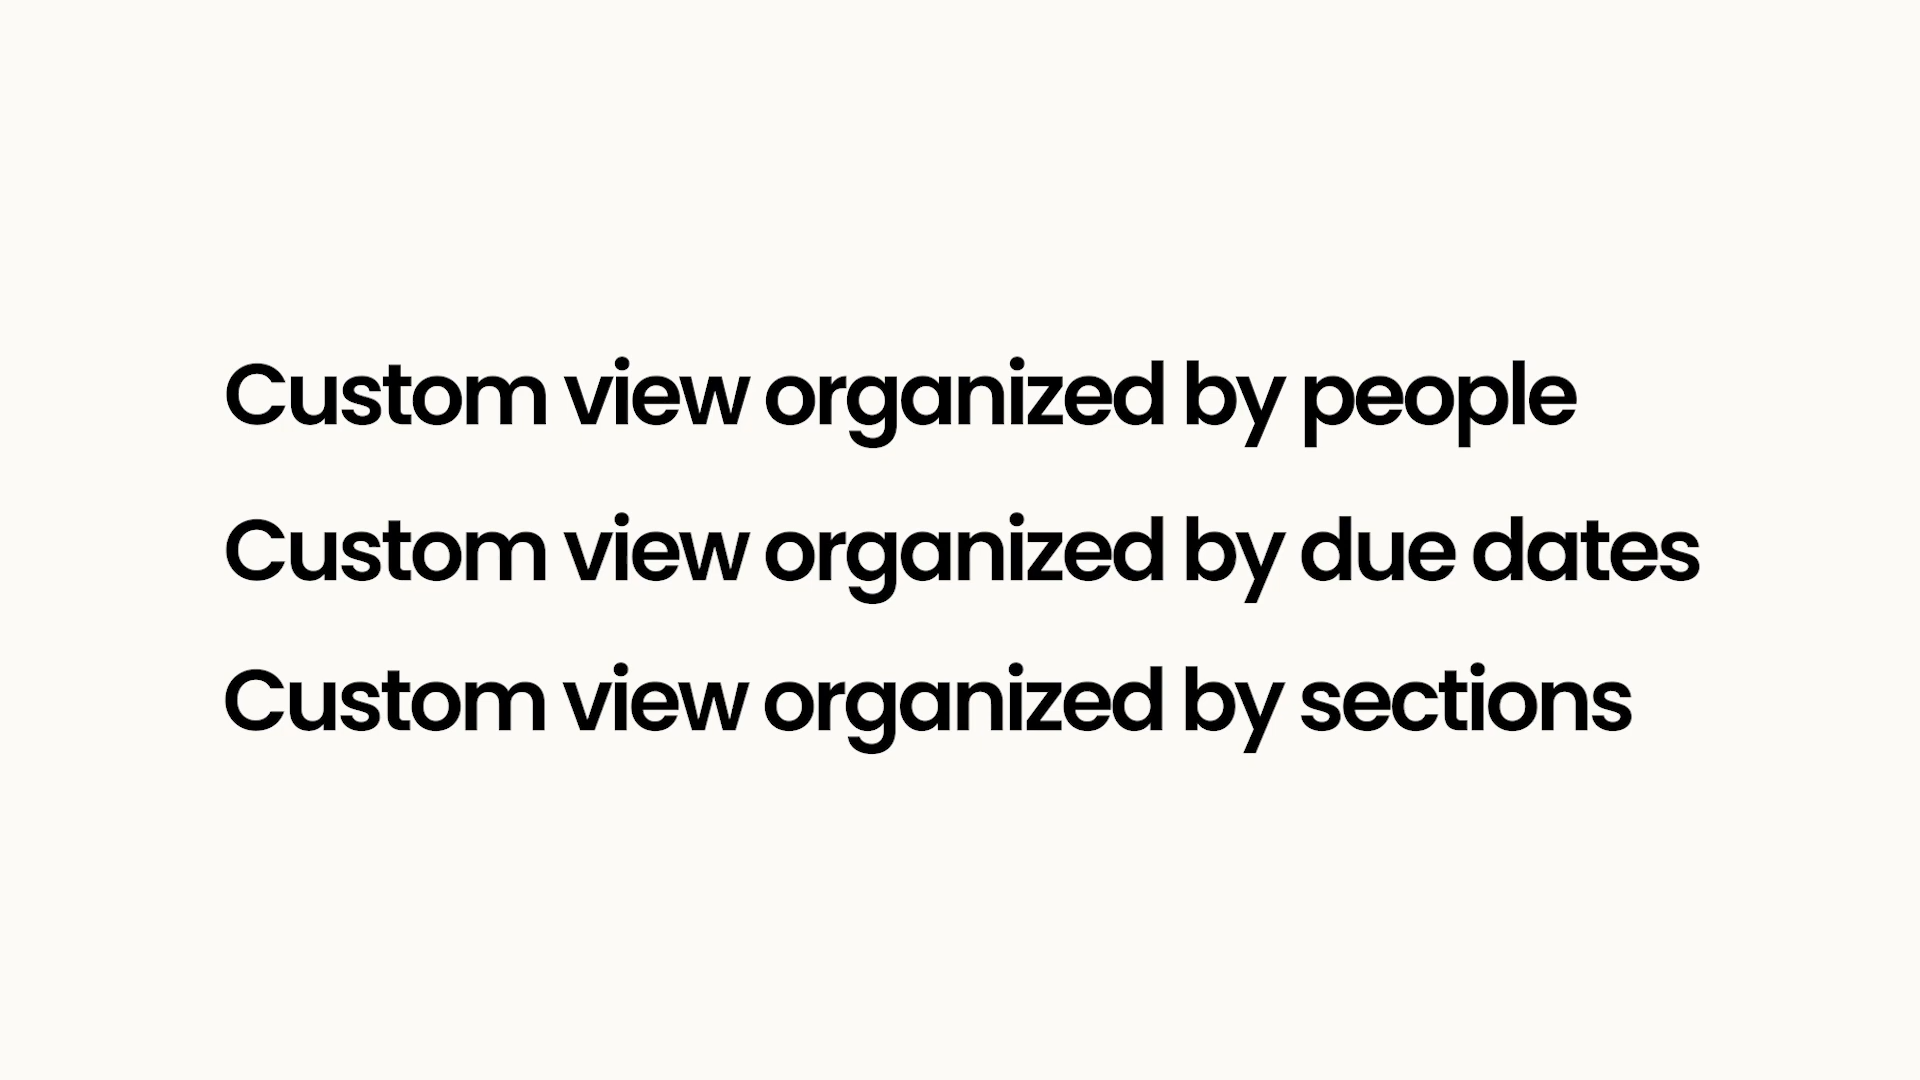 Custom view organized by people
Custom view organized by due dates
Custom view organized by sections